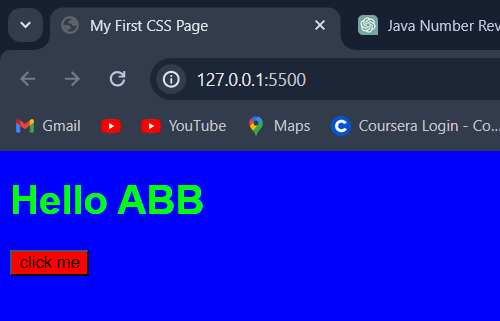 My First CSS Page
Java Number Rev
127.0.0.1:5500
Gmail YouTube Maps Coursera Login - Co...
Hello ABB
click me